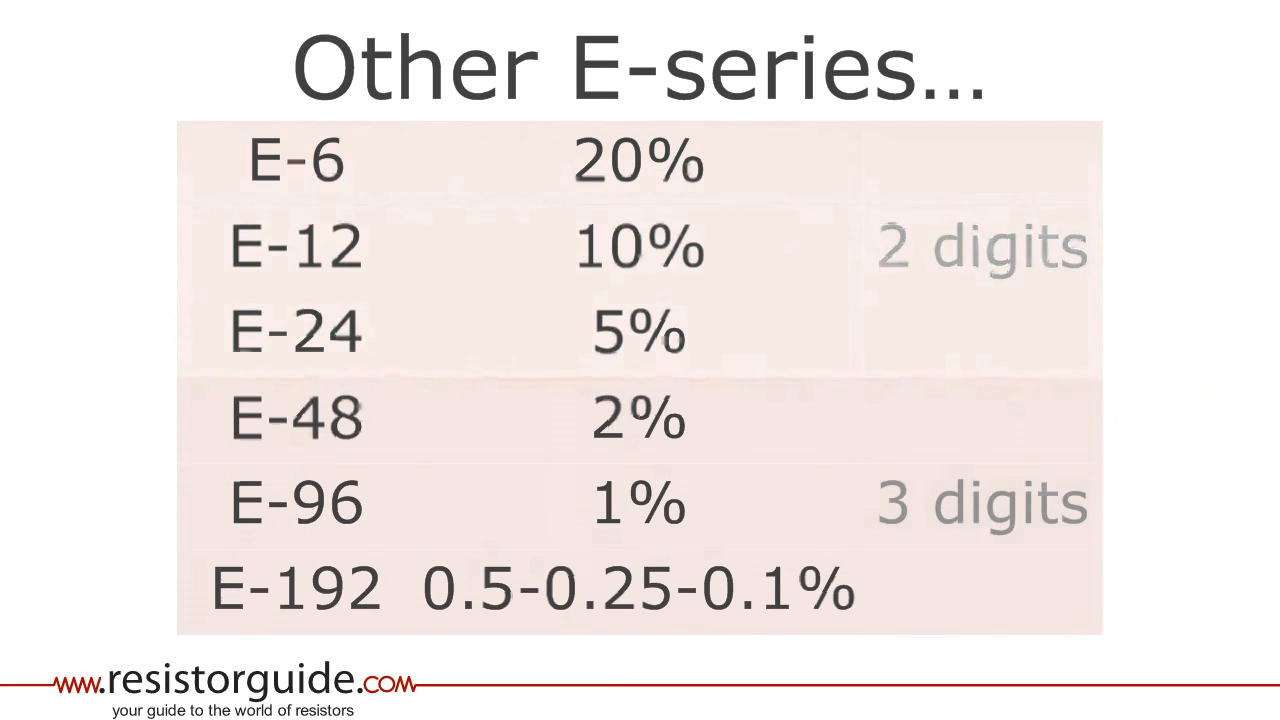 Other E-series...
E-6 20%
E-12 10% 2 digits
E-24 5%
E-48 2%
E-96 1% 3 digits
E-192 0.5-0.25-0.1%
www.resistorguide.com
your guide to the world of resistors